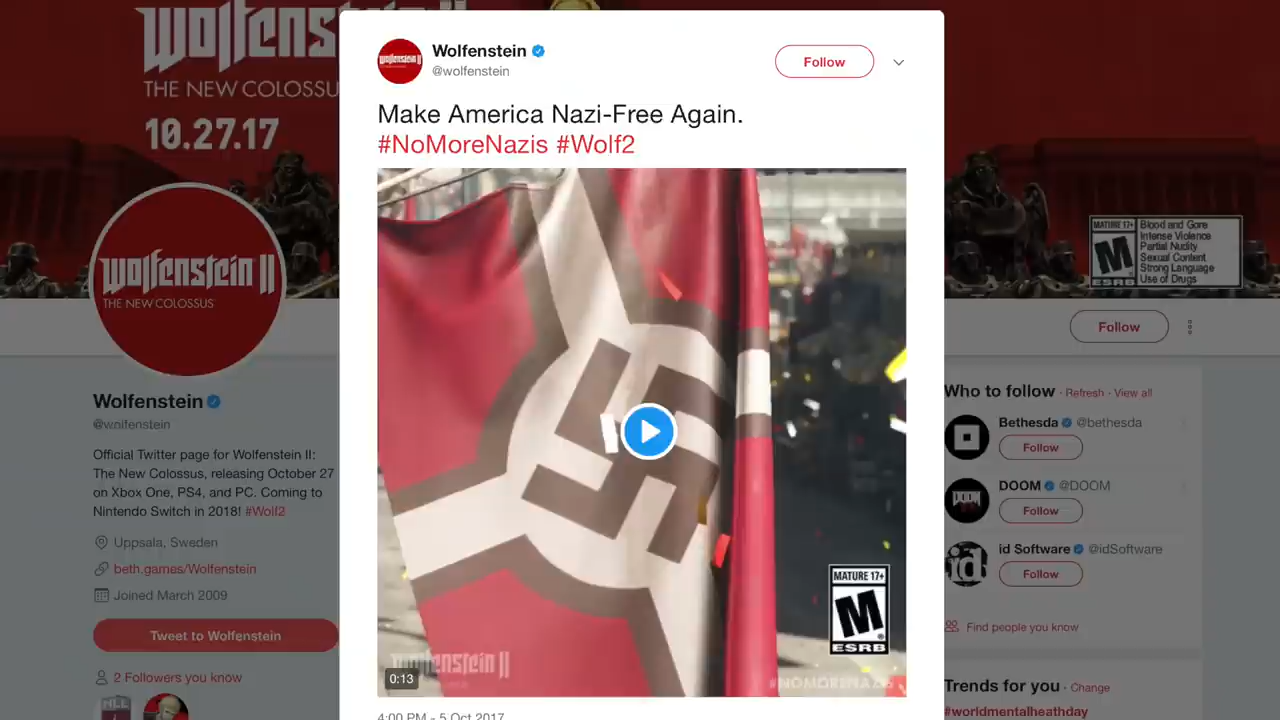 Wolfenstein
@wolfenstein
Follow
Make America Nazi-Free Again.
#NoMoreNazis #Wolf2
MATURE 17+
M
ESRB
wolfenstein II
#NOMORENAZIS
0:13
4:00 PM - 5 Oct 2017
wolfens
THE NEW COLOSSU
10.27.17
wolfenstein II
THE NEW COLOSSUS
Wolfenstein
@wolfenstein
Official Twitter page for Wolfenstein II:
The New Colossus, releasing October 27
on Xbox One, PS4, and PC. Coming to
Nintendo Switch in 2018! #Wolf2
Uppsala, Sweden
beth.games/Wolfenstein
Joined March 2009
Tweet to Wolfenstein
2 Followers you know
NLL
MATURE 17+
M
ESRB
Blood and Gore
Intense Violence
Partial Nudity
Sexual Content
Strong Language
Use of Drugs
Follow
Who to follow · Refresh · View all
Bethesda @bethesda
Follow
DOOM
DOOM @DOOM
Follow
id
id Software @idSoftware
Follow
Find people you know
Trends for you · Change
#worldmentalheathday